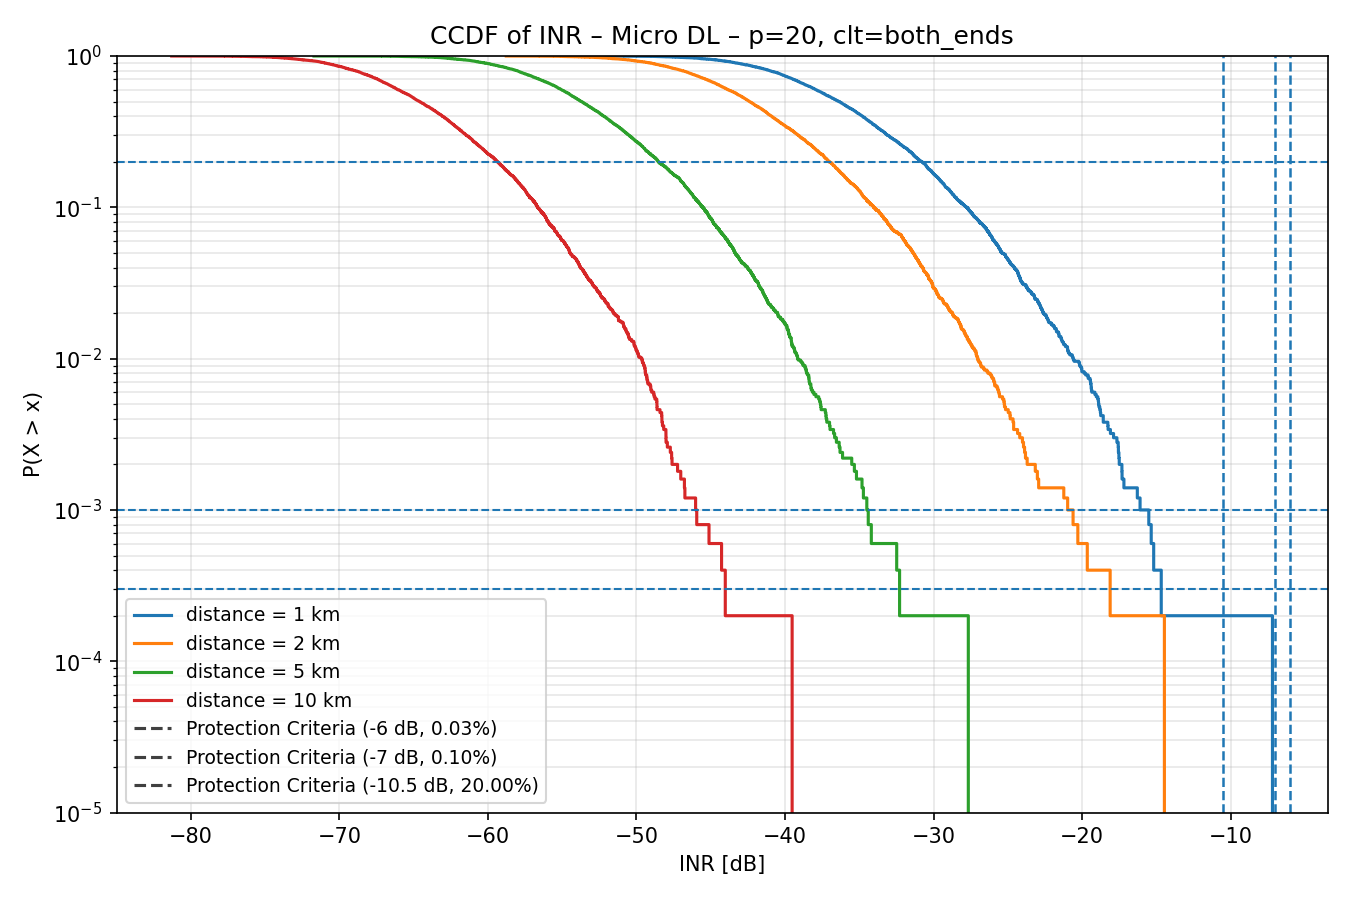 CCDF of INR – Micro DL – p=20, clt=both_ends
P(X > x)
10^0
10^-1
10^-2
10^-3
10^-4
10^-5
distance = 1 km
distance = 2 km
distance = 5 km
distance = 10 km
Protection Criteria (-6 dB, 0.03%)
Protection Criteria (-7 dB, 0.10%)
Protection Criteria (-10.5 dB, 20.00%)
−80 −70 −60 −50 −40 −30 −20 −10
INR [dB]